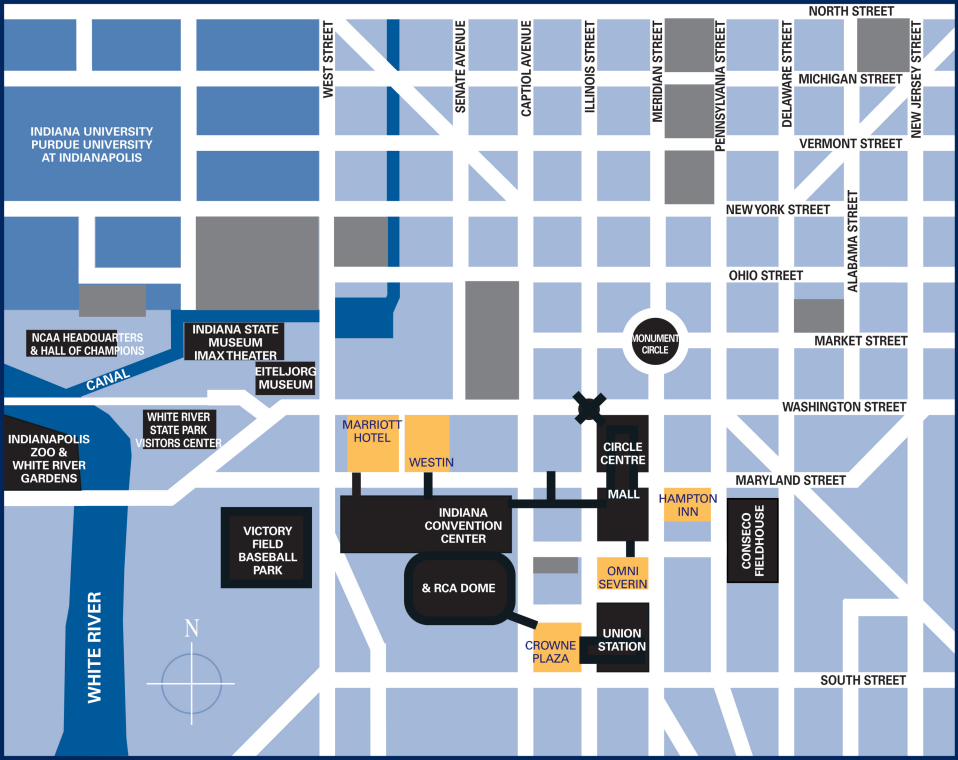 NORTH STREET
WEST STREET
SENATE AVENUE
CAPTIOL AVENUE
ILLINOIS STREET
MERIDIAN STREET
PENNSYLVANIA STREET
DELAWARE STREET
NEW JERSEY STREET
MICHIGAN STREET
INDIANA UNIVERSITY
PURDUE UNIVERSITY
AT INDIANAPOLIS
VERMONT STREET
ALABAMA STREET
NEW YORK STREET
OHIO STREET
NCAA HEADQUARTERS
& HALL OF CHAMPIONS
INDIANA STATE
MUSEUM
IMAX THEATER
MONUMENT
CIRCLE
MARKET STREET
EITELJORG
MUSEUM
CANAL
WASHINGTON STREET
WHITE RIVER
STATE PARK
VISITORS CENTER
MARRIOTT
HOTEL
WESTIN
INDIANAPOLIS
ZOO &
WHITE RIVER
GARDENS
CIRCLE
CENTRE
MALL
MARYLAND STREET
HAMPTON
INN
INDIANA
CONVENTION
CENTER
VICTORY
FIELD
BASEBALL
PARK
CONSECO
FIELDHOUSE
& RCA DOME
OMNI
SEVERIN
WHITE RIVER
N
CROWNE
PLAZA
UNION
STATION
SOUTH STREET